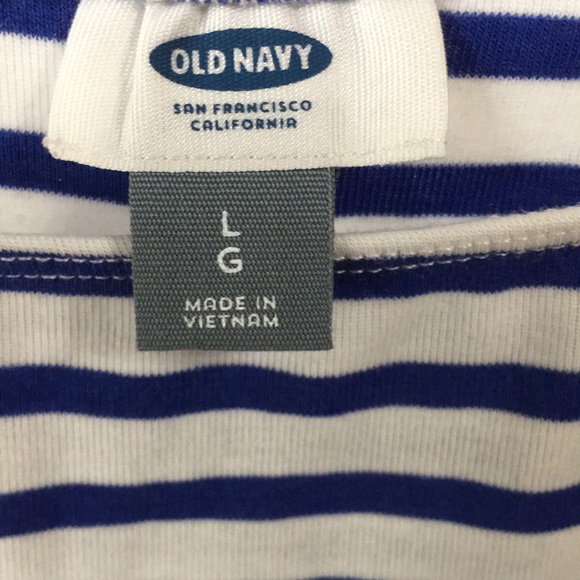 OLD NAVY
SAN FRANCISCO
CALIFORNIA
L
G
MADE IN
VIETNAM